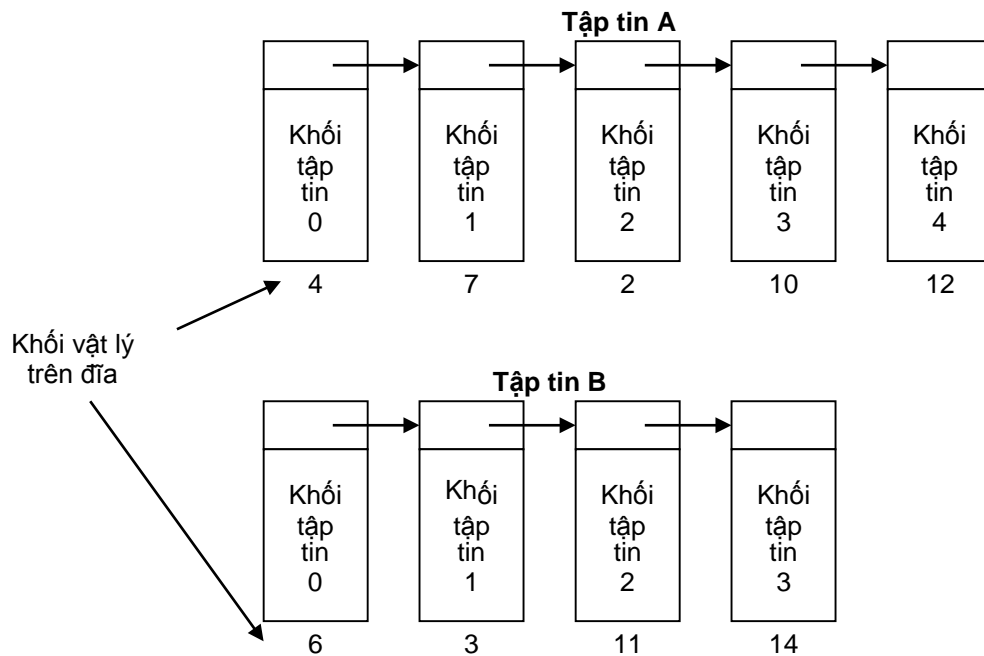 Tập tin A
Khối
tập
tin
0
Khối
tập
tin
1
Khối
tập
tin
2
Khối
tập
tin
3
Khối
tập
tin
4
4
7
2
10
12
Khối vật lý
trên đĩa
Tập tin B
Khối
tập
tin
0
Khối
tập
tin
1
Khối
tập
tin
2
Khối
tập
tin
3
6
3
11
14